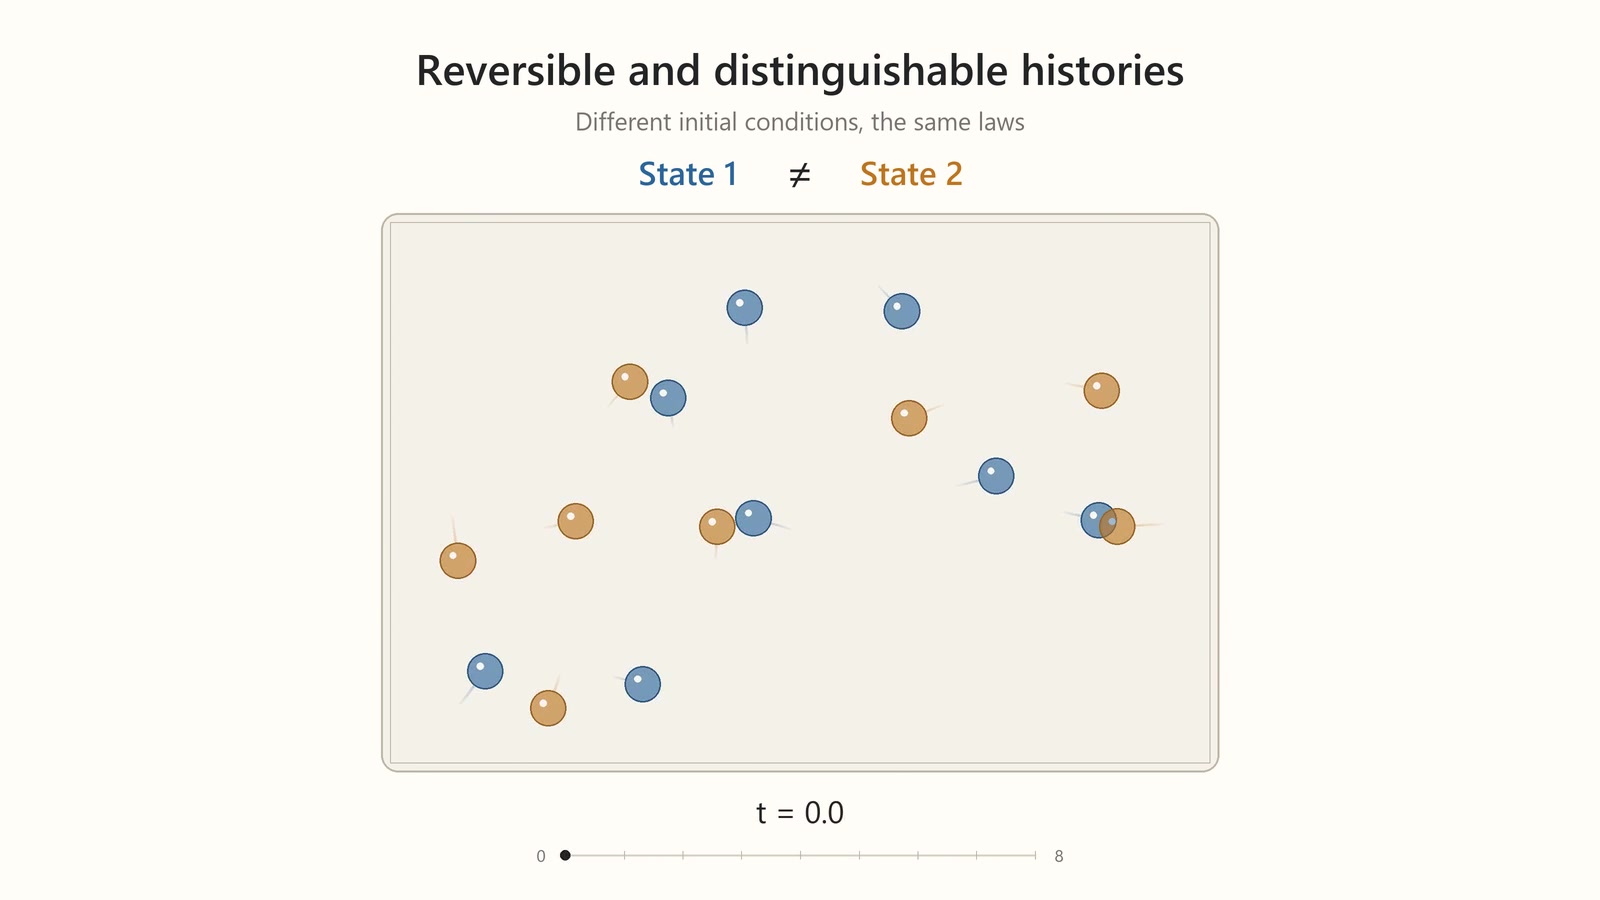 Reversible and distinguishable histories
Different initial conditions, the same laws
State 1 ≠ State 2
t = 0.0
0 8